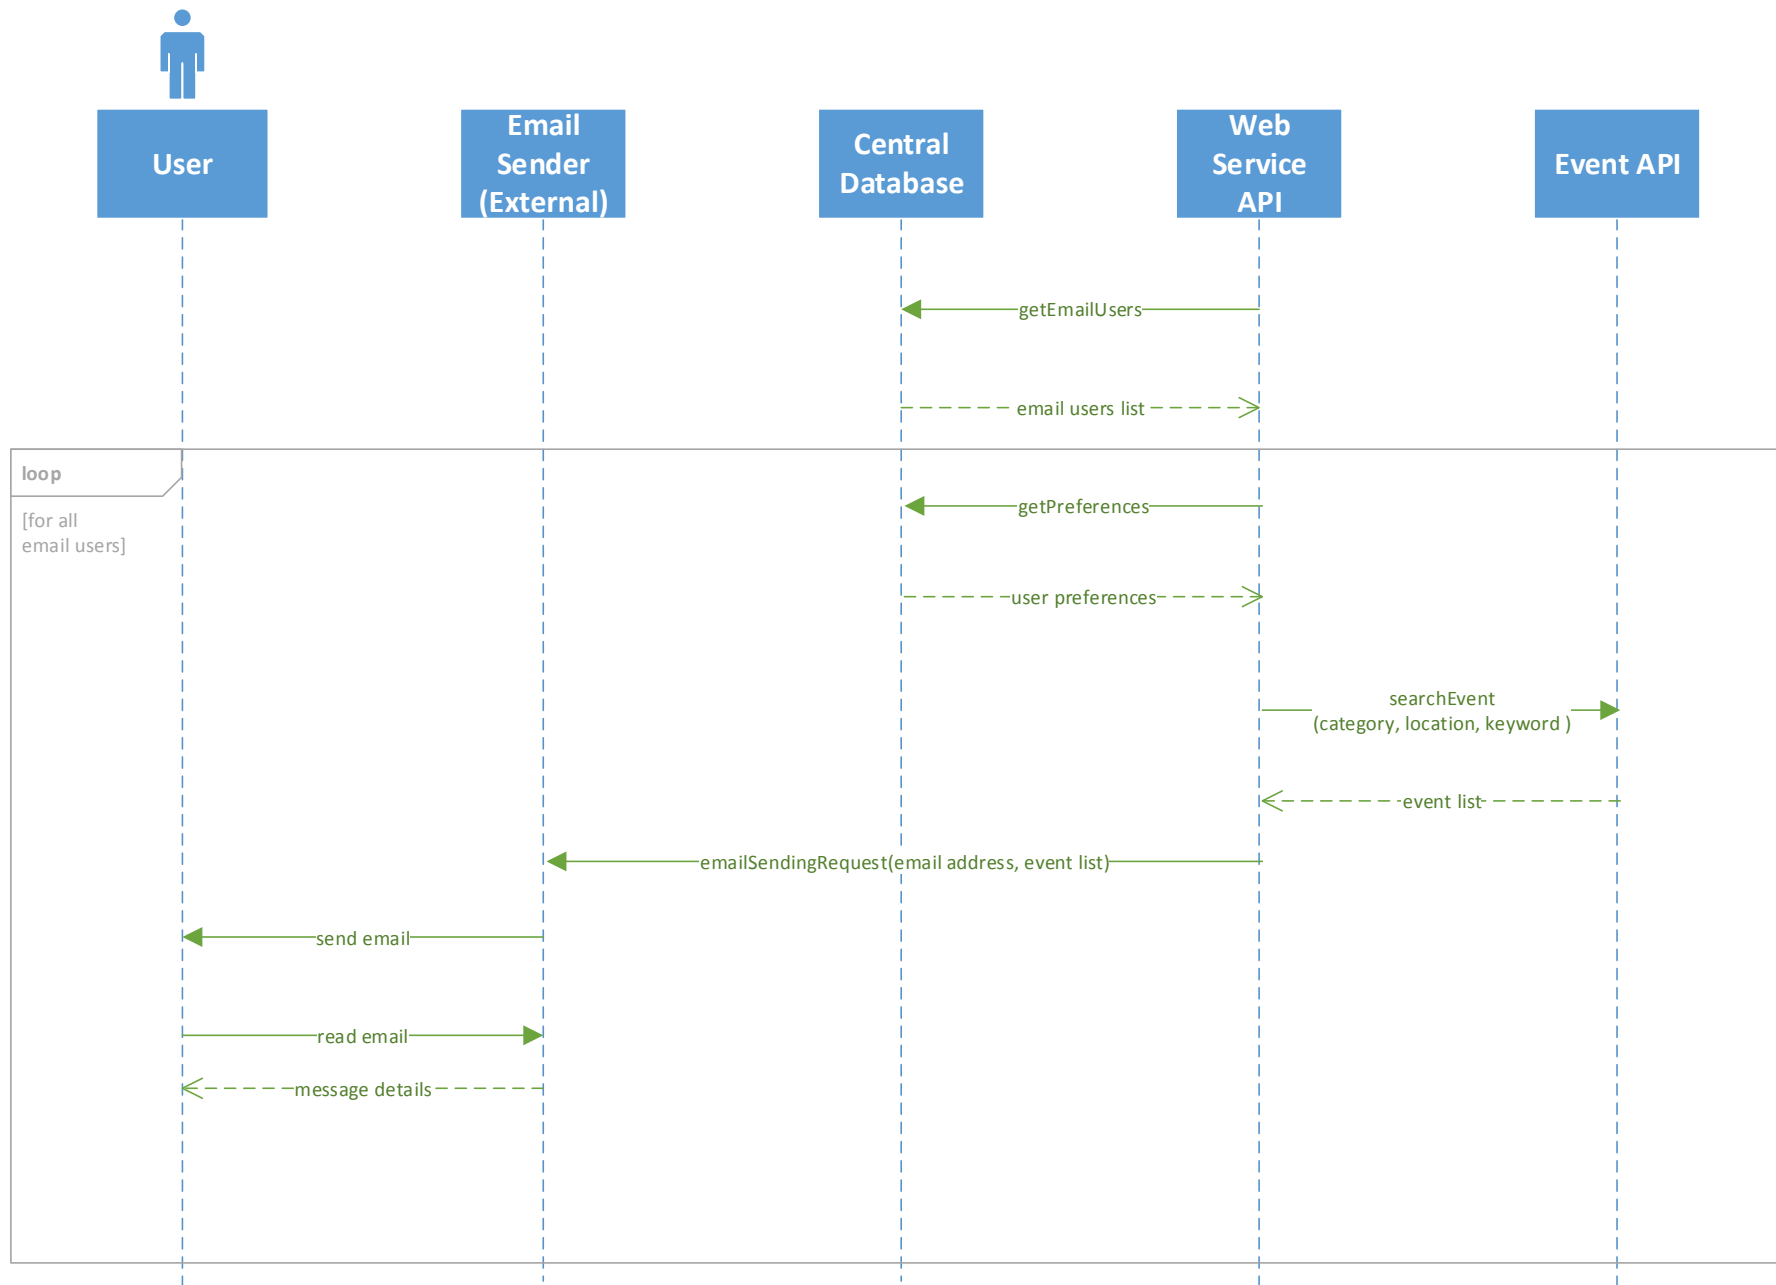 User
Email
Sender
(External)
Central
Database
Web
Service
API
Event API
getEmailUsers
email users list
loop
[for all
email users]
getPreferences
user preferences
searchEvent
(category, location, keyword )
event list
emailSendingRequest(email address, event list)
send email
read email
message details